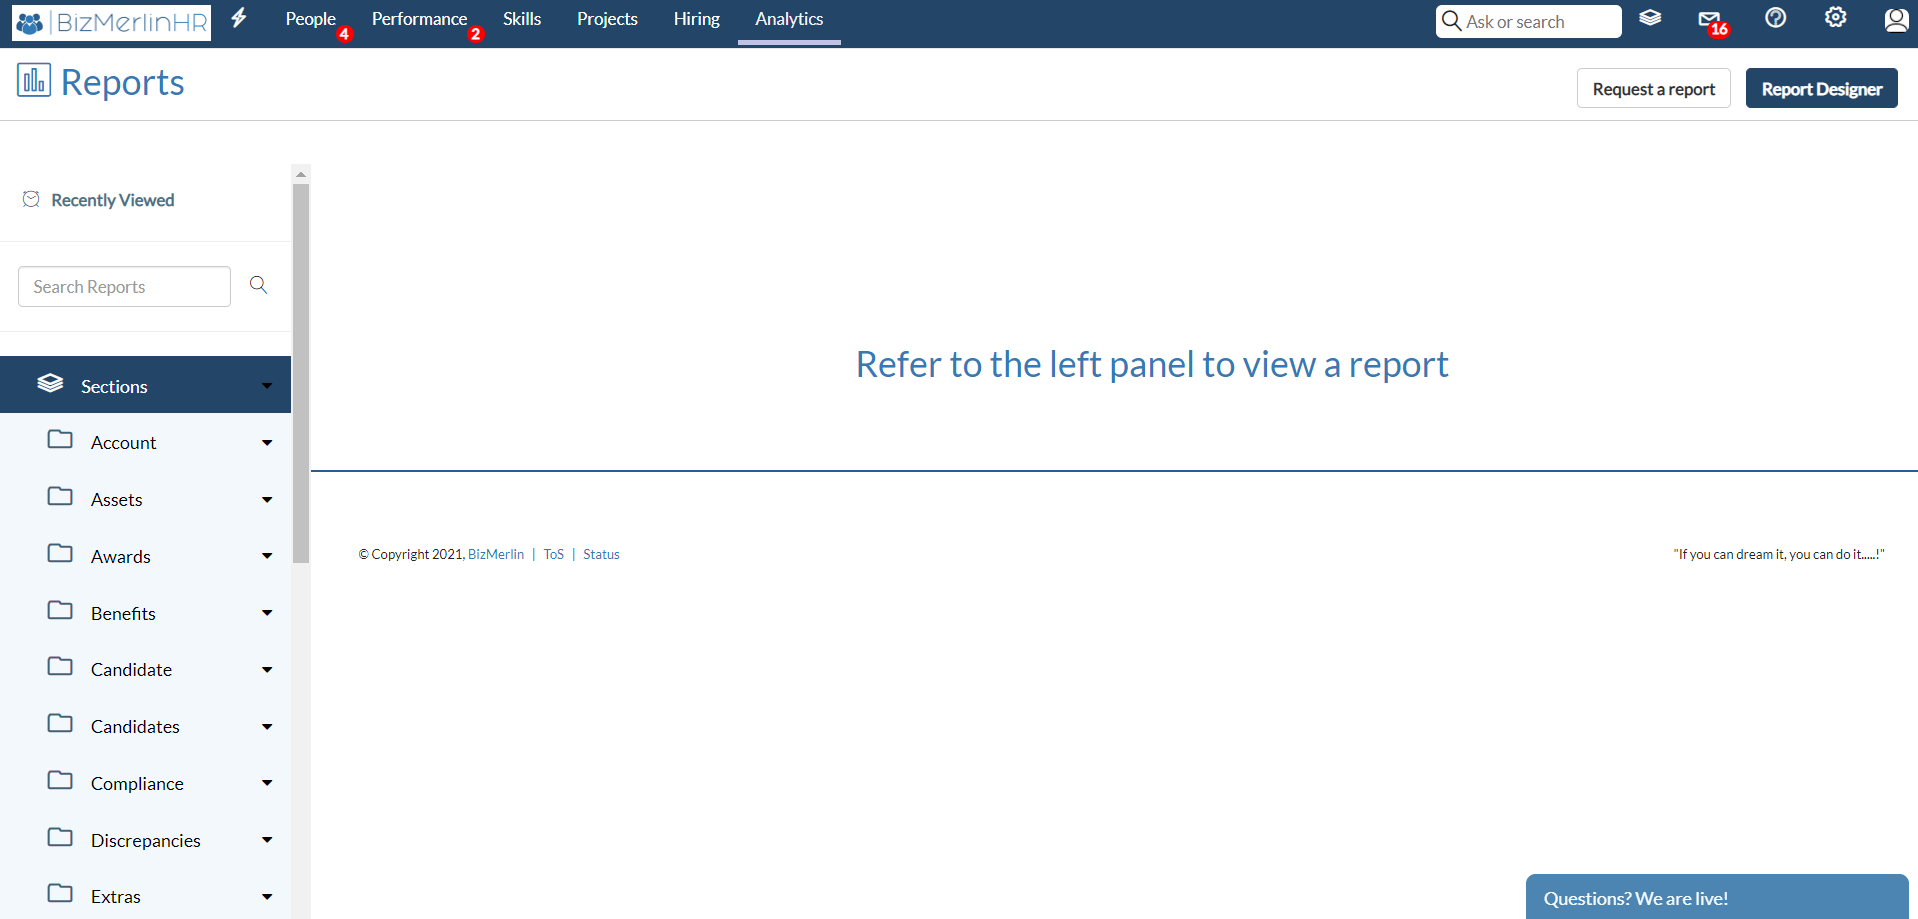 BizMerlinHR People 4 Performance 2 Skills Projects Hiring Analytics Ask or search 16
Reports Request a report Report Designer
Recently Viewed
Search Reports
Refer to the left panel to view a report
Sections
Account
Assets
© Copyright 2021, BizMerlin | ToS | Status "If you can dream it, you can do it.....!"
Awards
Benefits
Candidate
Candidates
Compliance
Discrepancies
Extras
Questions? We are live!